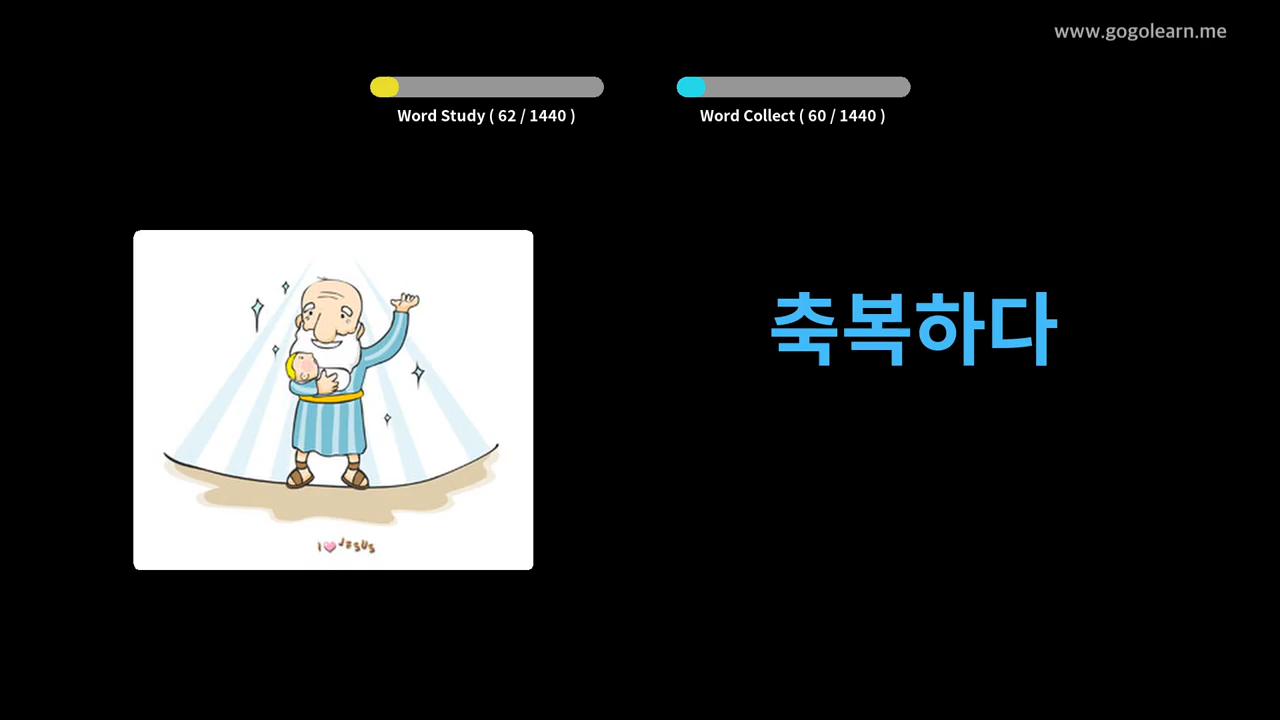 www.gogolearn.me
Word Study ( 62 / 1440 )
Word Collect ( 60 / 1440 )
축복하다
I ♥ JESUS